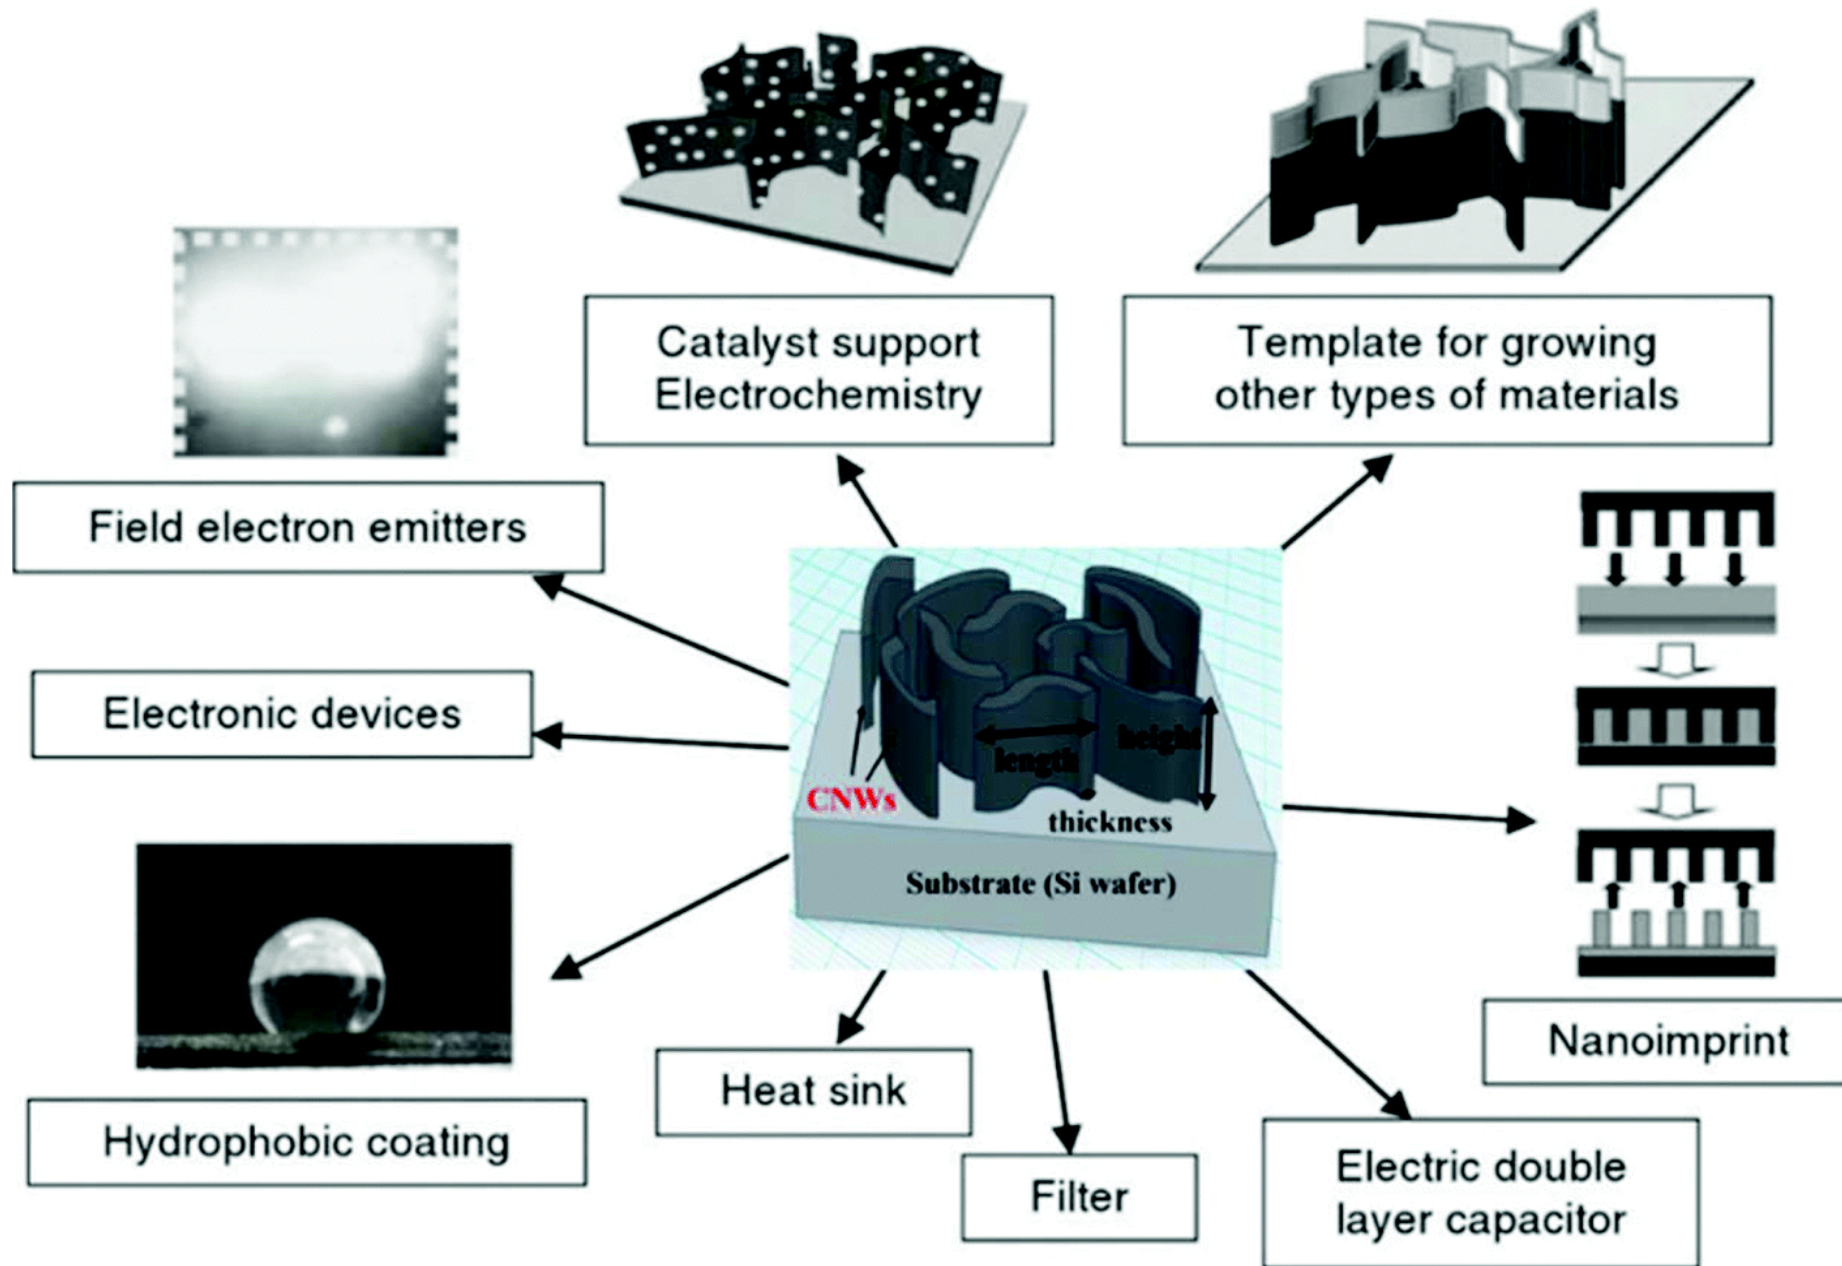 Catalyst support
Electrochemistry
Template for growing
other types of materials
Field electron emitters
Electronic devices
height
length
CNWs
thickness
Substrate (Si wafer)
Nanoimprint
Heat sink
Hydrophobic coating
Filter
Electric double
layer capacitor